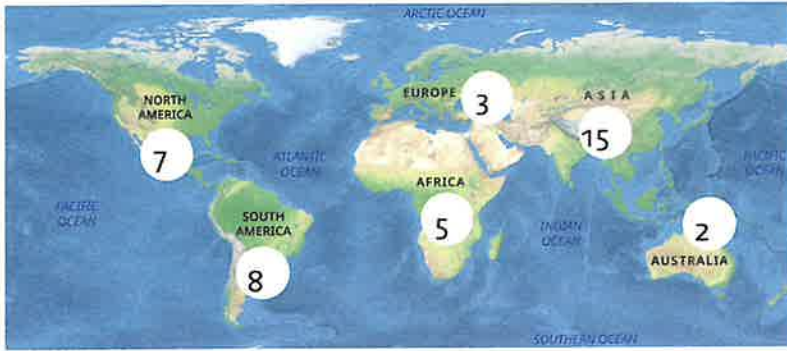 ARCTIC OCEAN
NORTH
AMERICA
7
EUROPE
3
ASIA
15
ATLANTIC
OCEAN
PACIFIC
OCEAN
PACIFIC
OCEAN
AFRICA
5
SOUTH
AMERICA
8
INDIAN
OCEAN
2
AUSTRALIA
SOUTHERN OCEAN